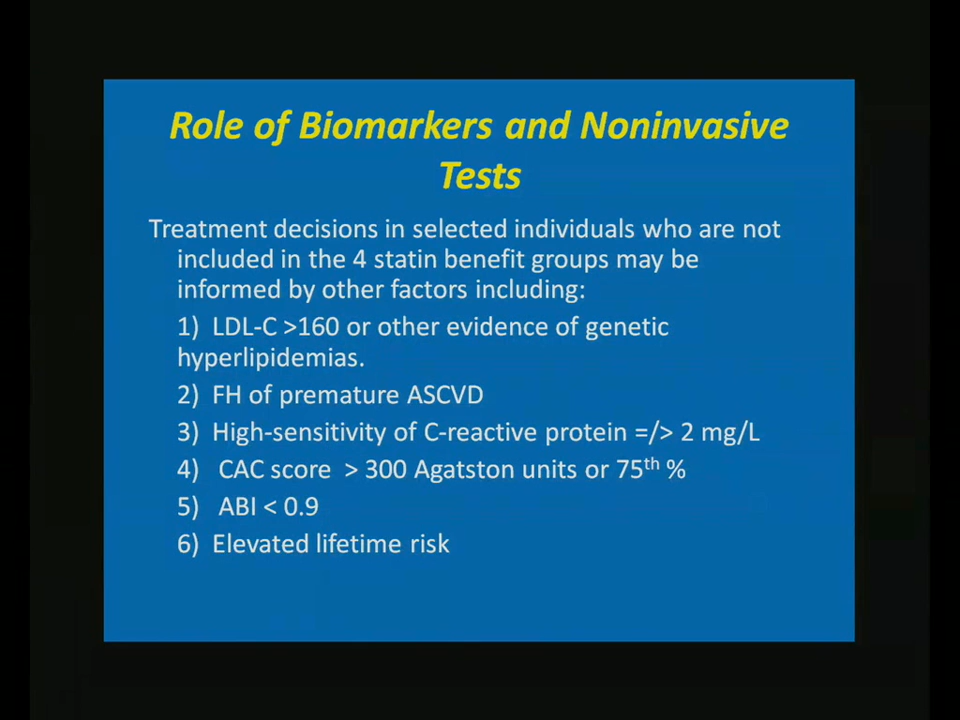 Role of Biomarkers and Noninvasive
Tests
Treatment decisions in selected individuals who are not
included in the 4 statin benefit groups may be
informed by other factors including:
1) LDL-C >160 or other evidence of genetic
hyperlipidemias.
2) FH of premature ASCVD
3) High-sensitivity of C-reactive protein =/> 2 mg/L
4) CAC score > 300 Agatston units or 75th %
5) ABI < 0.9
6) Elevated lifetime risk